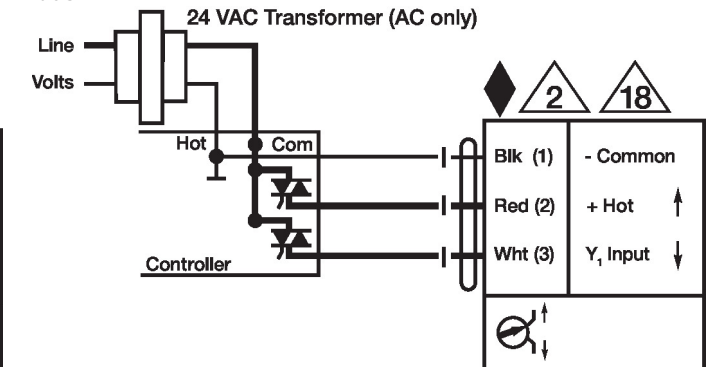 24 VAC Transformer (AC only)
Line
Volts
2
18
Hot
Com
Blk (1)
- Common
Red (2)
+ Hot
Wht (3)
Y₁ Input
Controller